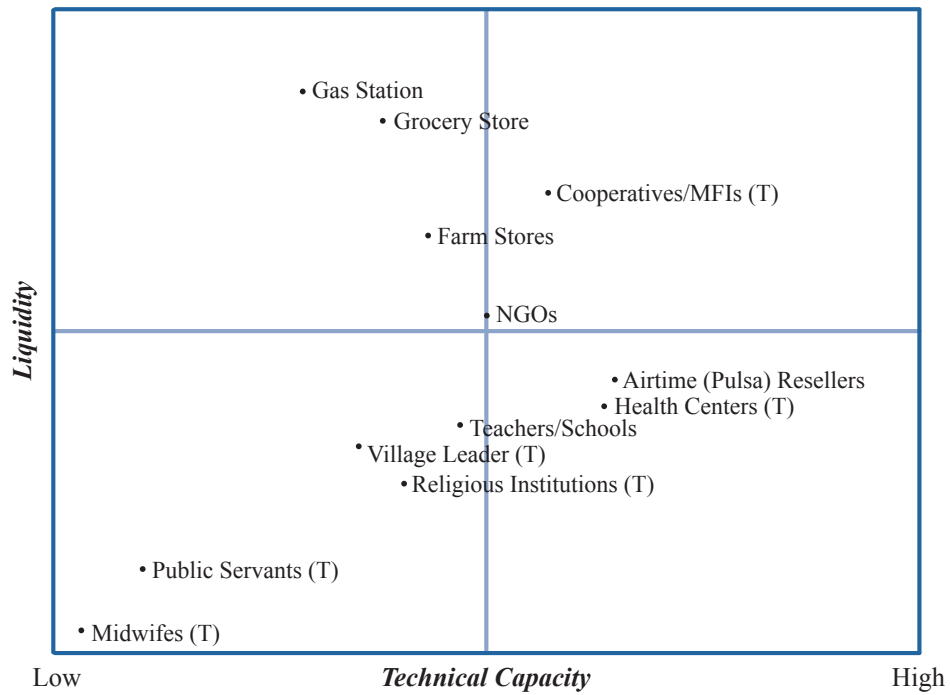 • Gas Station
• Grocery Store
• Cooperatives/MFIs (T)
• Farm Stores
Liquidity
• NGOs
• Airtime (Pulsa) Resellers
• Health Centers (T)
• Teachers/Schools
• Village Leader (T)
• Religious Institutions (T)
• Public Servants (T)
• Midwifes (T)
Low Technical Capacity High